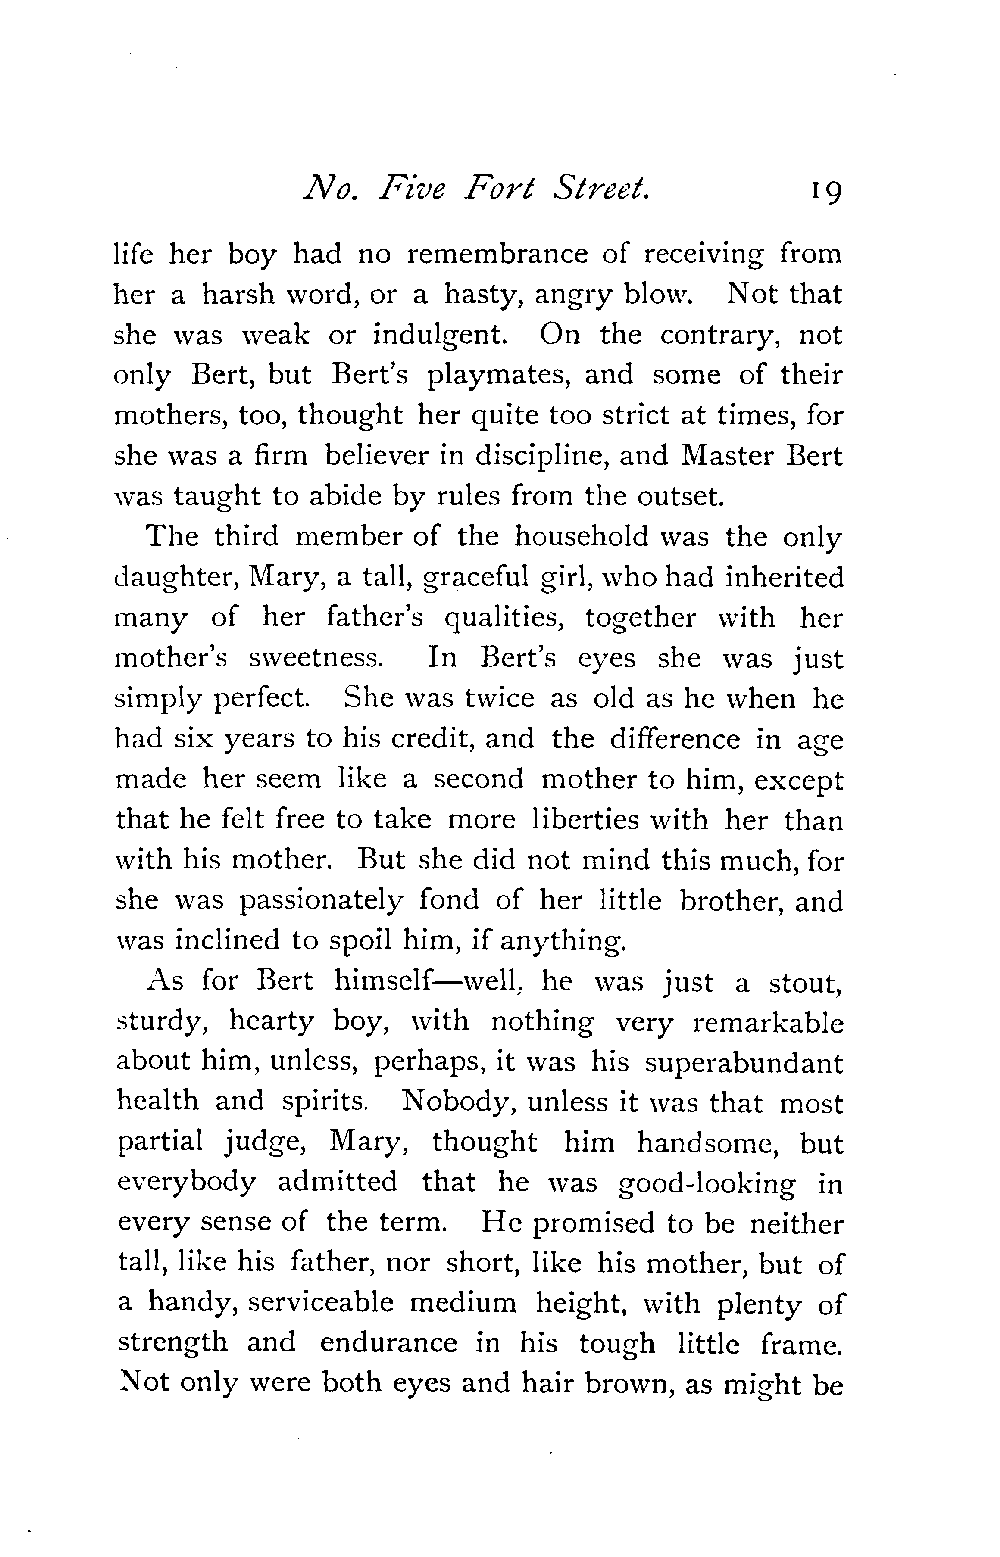 No. Five Fort Street. 19
life her boy had no remembrance of receiving from
her a harsh word, or a hasty, angry blow. Not that
she was weak or indulgent. On the contrary, not
only Bert, but Bert's playmates, and some of their
mothers, too, thought her quite too strict at times, for
she was a firm believer in discipline, and Master Bert
was taught to abide by rules from the outset.
The third member of the household was the only
daughter, Mary, a tall, graceful girl, who had inherited
many of her father's qualities, together with her
mother's sweetness. In Bert's eyes she was just
simply perfect. She was twice as old as he when he
had six years to his credit, and the difference in age
made her seem like a second mother to him, except
that he felt free to take more liberties with her than
with his mother. But she did not mind this much, for
she was passionately fond of her little brother, and
was inclined to spoil him, if anything.
As for Bert himself—well, he was just a stout,
sturdy, hearty boy, with nothing very remarkable
about him, unless, perhaps, it was his superabundant
health and spirits. Nobody, unless it was that most
partial judge, Mary, thought him handsome, but
everybody admitted that he was good-looking in
every sense of the term. He promised to be neither
tall, like his father, nor short, like his mother, but of
a handy, serviceable medium height, with plenty of
strength and endurance in his tough little frame.
Not only were both eyes and hair brown, as might be